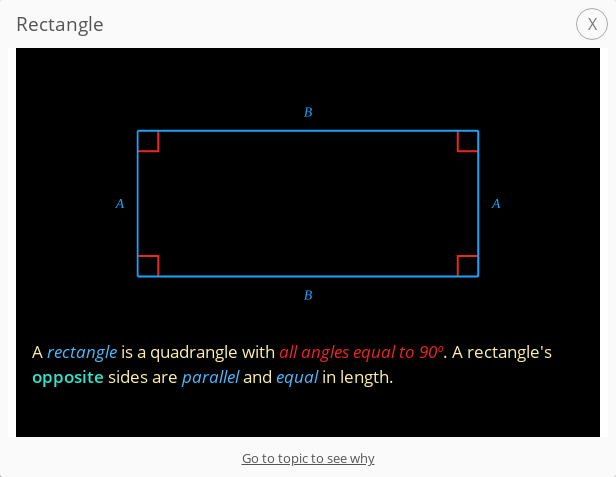 Rectangle
X
B
A
A
B
A rectangle is a quadrangle with all angles equal to 90º. A rectangle's
opposite sides are parallel and equal in length.
Go to topic to see why